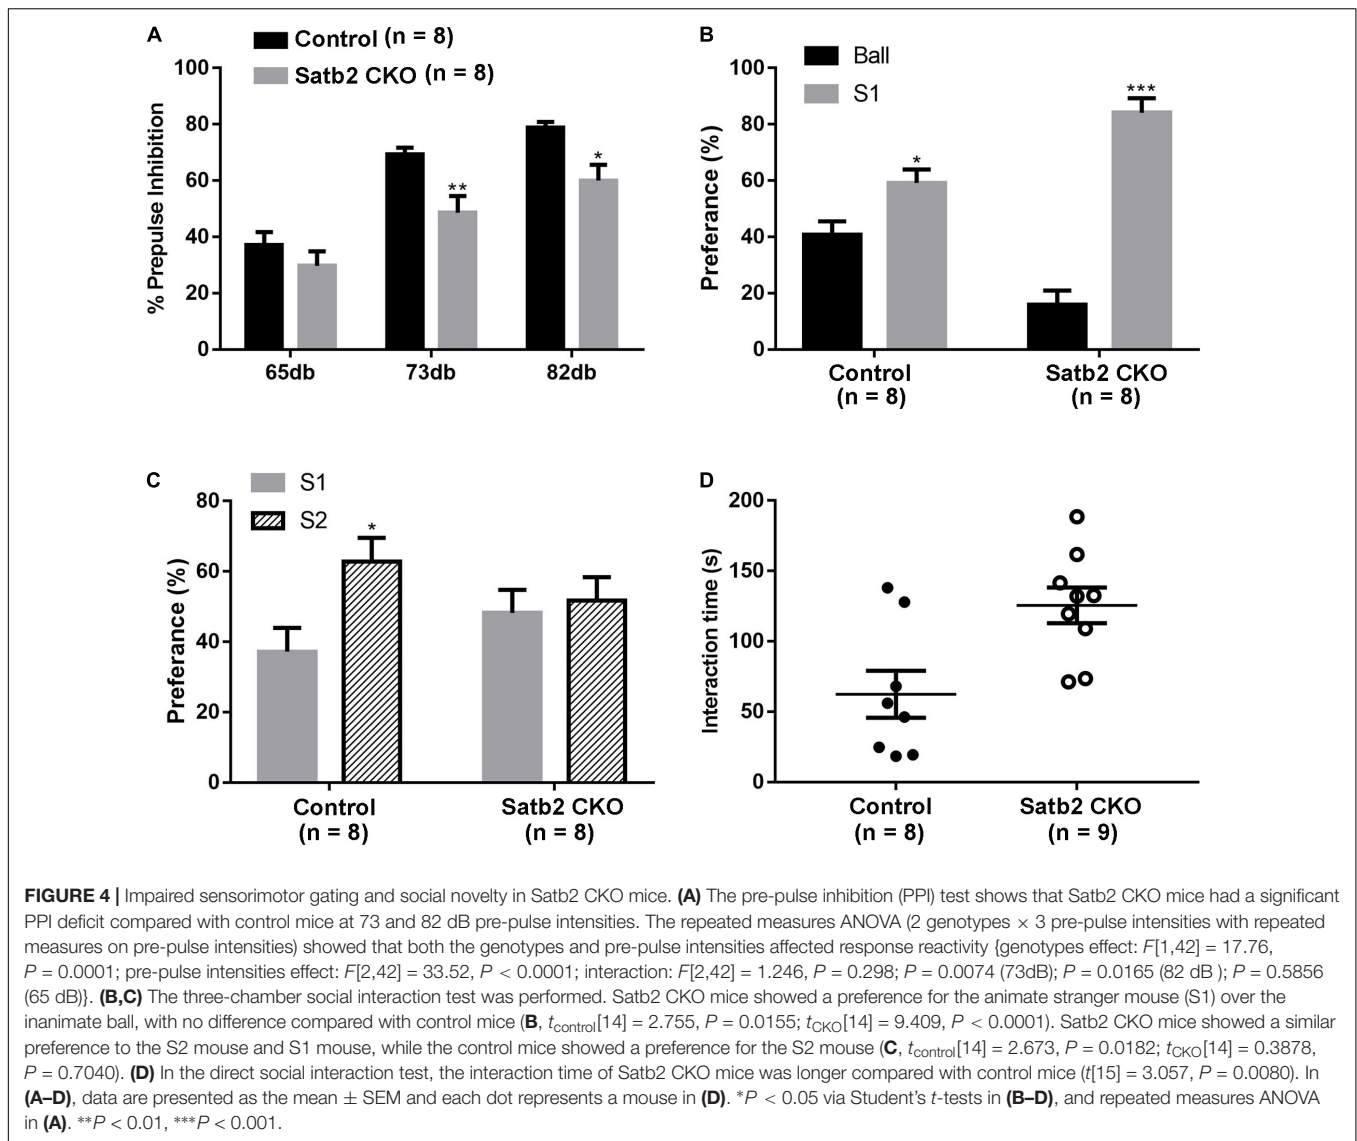 A
Control (n = 8)
Satb2 CKO (n = 8)
% Prepulse Inhibition
100
80
60
40
20
0
**
*
65db
73db
82db
B
Ball
S1
Preferance (%)
100
80
60
40
20
0
*
***
Control
(n = 8)
Satb2 CKO
(n = 8)
C
S1
S2
Preferance (%)
80
60
40
20
0
*
Control
(n = 8)
Satb2 CKO
(n = 8)
D
Interaction time (s)
200
150
100
50
0
Control
(n = 8)
Satb2 CKO
(n = 9)
FIGURE 4 | Impaired sensorimotor gating and social novelty in Satb2 CKO mice. (A) The pre-pulse inhibition (PPI) test shows that Satb2 CKO mice had a significant
PPI deficit compared with control mice at 73 and 82 dB pre-pulse intensities. The repeated measures ANOVA (2 genotypes × 3 pre-pulse intensities with repeated
measures on pre-pulse intensities) showed that both the genotypes and pre-pulse intensities affected response reactivity {genotypes effect: F[1,42] = 17.76,
P = 0.0001; pre-pulse intensities effect: F[2,42] = 33.52, P < 0.0001; interaction: F[2,42] = 1.246, P = 0.298; P = 0.0074 (73dB); P = 0.0165 (82 dB ); P = 0.5856
(65 dB)}. (B,C) The three-chamber social interaction test was performed. Satb2 CKO mice showed a preference for the animate stranger mouse (S1) over the
inanimate ball, with no difference compared with control mice (B, tcontrol[14] = 2.755, P = 0.0155; tCKO[14] = 9.409, P < 0.0001). Satb2 CKO mice showed a similar
preference to the S2 mouse and S1 mouse, while the control mice showed a preference for the S2 mouse (C, tcontrol[14] = 2.673, P = 0.0182; tCKO[14] = 0.3878,
P = 0.7040). (D) In the direct social interaction test, the interaction time of Satb2 CKO mice was longer compared with control mice (t[15] = 3.057, P = 0.0080). In
(A–D), data are presented as the mean ± SEM and each dot represents a mouse in (D). *P < 0.05 via Student's t-tests in (B–D), and repeated measures ANOVA
in (A). **P < 0.01, ***P < 0.001.